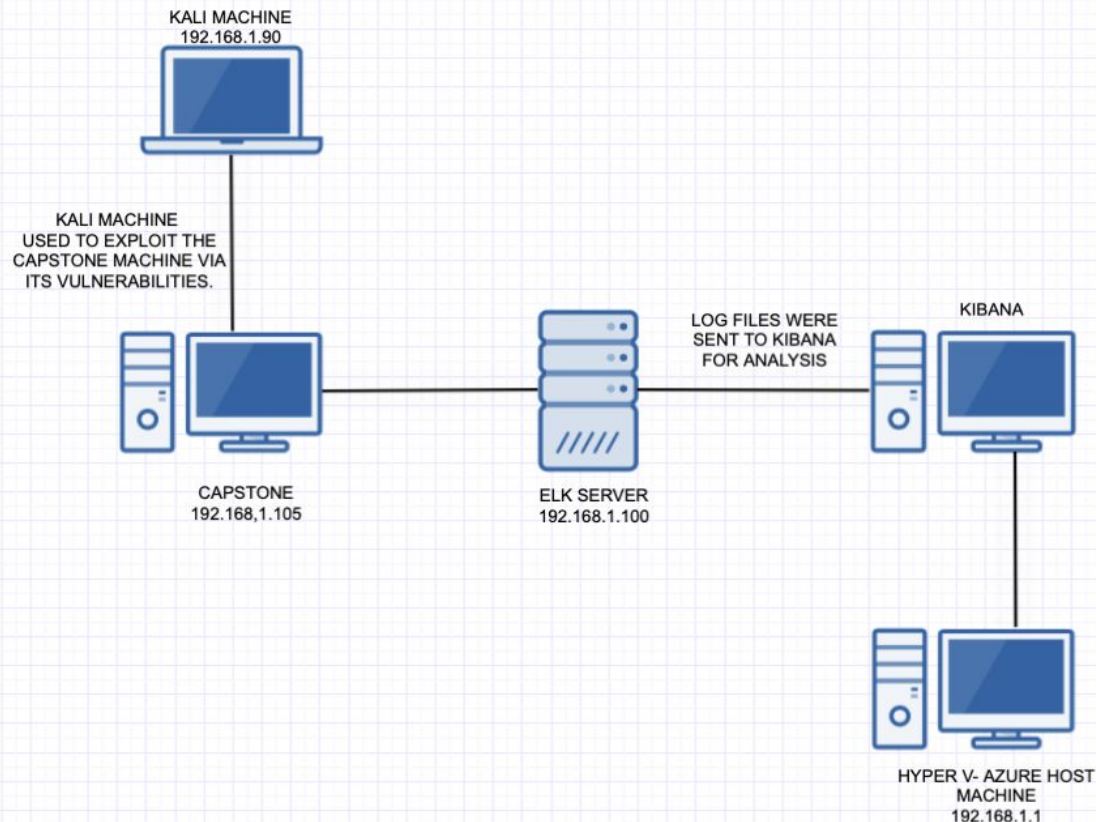 KALI MACHINE
192.168.1.90
KALI MACHINE
USED TO EXPLOIT THE
CAPSTONE MACHINE VIA
ITS VULNERABILITIES.
CAPSTONE
192.168,1.105
ELK SERVER
192.168.1.100
LOG FILES WERE
SENT TO KIBANA
FOR ANALYSIS
KIBANA
HYPER V- AZURE HOST
MACHINE
192.168.1.1